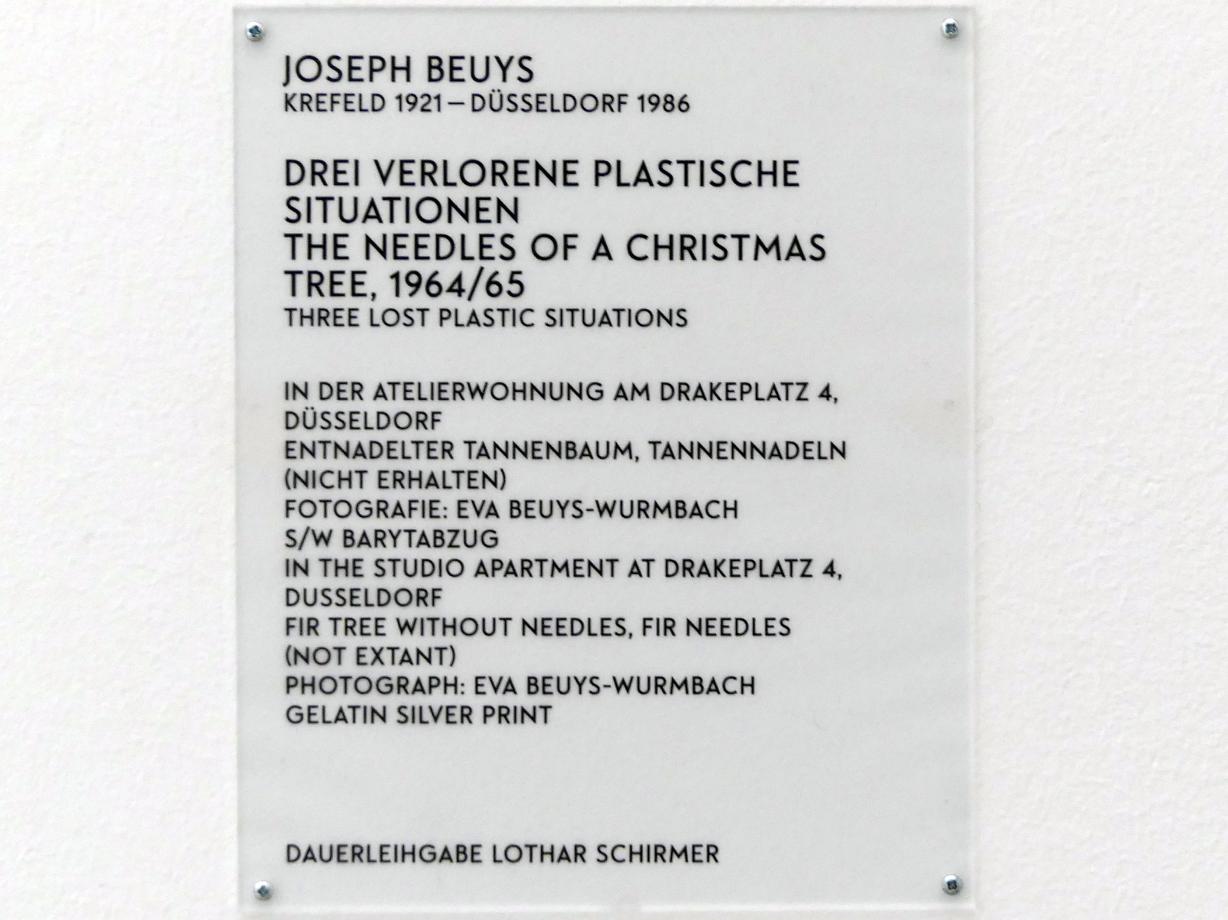 JOSEPH BEUYS
KREFELD 1921 – DÜSSELDORF 1986
DREI VERLORENE PLASTISCHE
SITUATIONEN
THE NEEDLES OF A CHRISTMAS
TREE, 1964/65
THREE LOST PLASTIC SITUATIONS
IN DER ATELIERWOHNUNG AM DRAKEPLATZ 4,
DÜSSELDORF
ENTNADELTER TANNENBAUM, TANNENNADELN
(NICHT ERHALTEN)
FOTOGRAFIE: EVA BEUYS-WURMBACH
S/W BARYTABZUG
IN THE STUDIO APARTMENT AT DRAKEPLATZ 4,
DUSSELDORF
FIR TREE WITHOUT NEEDLES, FIR NEEDLES
(NOT EXTANT)
PHOTOGRAPH: EVA BEUYS-WURMBACH
GELATIN SILVER PRINT
DAUERLEIHGABE LOTHAR SCHIRMER